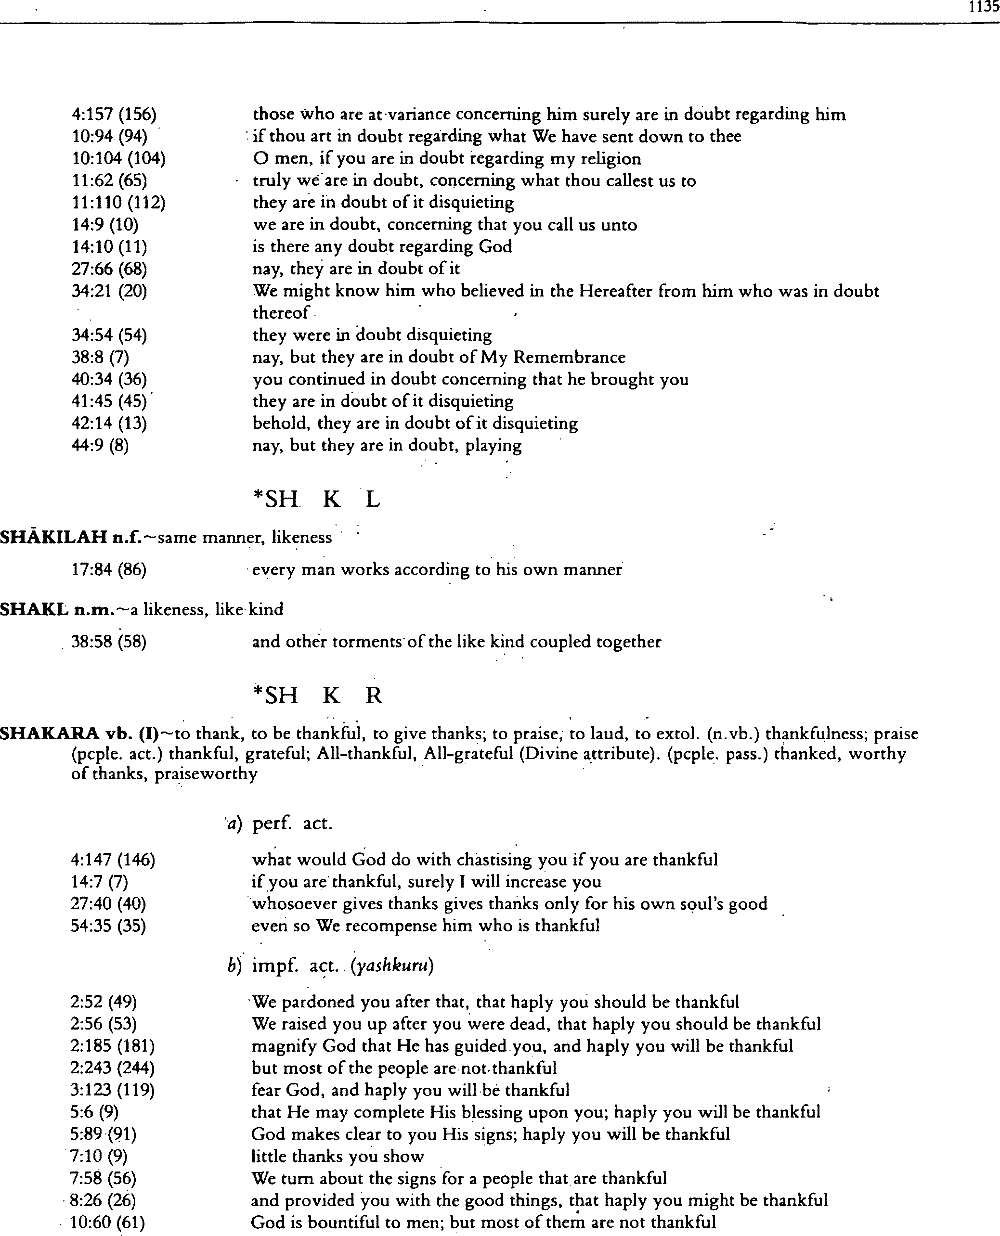 1135
4:157 (156) those who are at variance concerning him surely are in doubt regarding him
10:94 (94) if thou art in doubt regarding what We have sent down to thee
10:104 (104) O men, if you are in doubt regarding my religion
11:62 (65) truly we are in doubt, concerning what thou callest us to
11:110 (112) they are in doubt of it disquieting
14:9 (10) we are in doubt, concerning that you call us unto
14:10 (11) is there any doubt regarding God
27:66 (68) nay, they are in doubt of it
34:21 (20) We might know him who believed in the Hereafter from him who was in doubt
thereof
34:54 (54) they were in doubt disquieting
38:8 (7) nay, but they are in doubt of My Remembrance
40:34 (36) you continued in doubt concerning that he brought you
41:45 (45) they are in doubt of it disquieting
42:14 (13) behold, they are in doubt of it disquieting
44:9 (8) nay, but they are in doubt, playing
*SH K L
SHĀKILAH n.f.~same manner, likeness
17:84 (86) every man works according to his own manner
SHAKL n.m.~a likeness, like kind
38:58 (58) and other torments of the like kind coupled together
*SH K R
SHAKARA vb. (I)~to thank, to be thankful, to give thanks; to praise, to laud, to extol. (n.vb.) thankfulness; praise
(pcple. act.) thankful, grateful; All-thankful, All-grateful (Divine attribute). (pcple. pass.) thanked, worthy
of thanks, praiseworthy
a) perf. act.
4:147 (146) what would God do with chastising you if you are thankful
14:7 (7) if you are thankful, surely I will increase you
27:40 (40) whosoever gives thanks gives thanks only for his own soul's good
54:35 (35) even so We recompense him who is thankful
b) impf. act. (yashkuru)
2:52 (49) We pardoned you after that, that haply you should be thankful
2:56 (53) We raised you up after you were dead, that haply you should be thankful
2:185 (181) magnify God that He has guided you, and haply you will be thankful
2:243 (244) but most of the people are not thankful
3:123 (119) fear God, and haply you will be thankful
5:6 (9) that He may complete His blessing upon you; haply you will be thankful
5:89 (91) God makes clear to you His signs; haply you will be thankful
7:10 (9) little thanks you show
7:58 (56) We turn about the signs for a people that are thankful
8:26 (26) and provided you with the good things, that haply you might be thankful
10:60 (61) God is bountiful to men; but most of them are not thankful